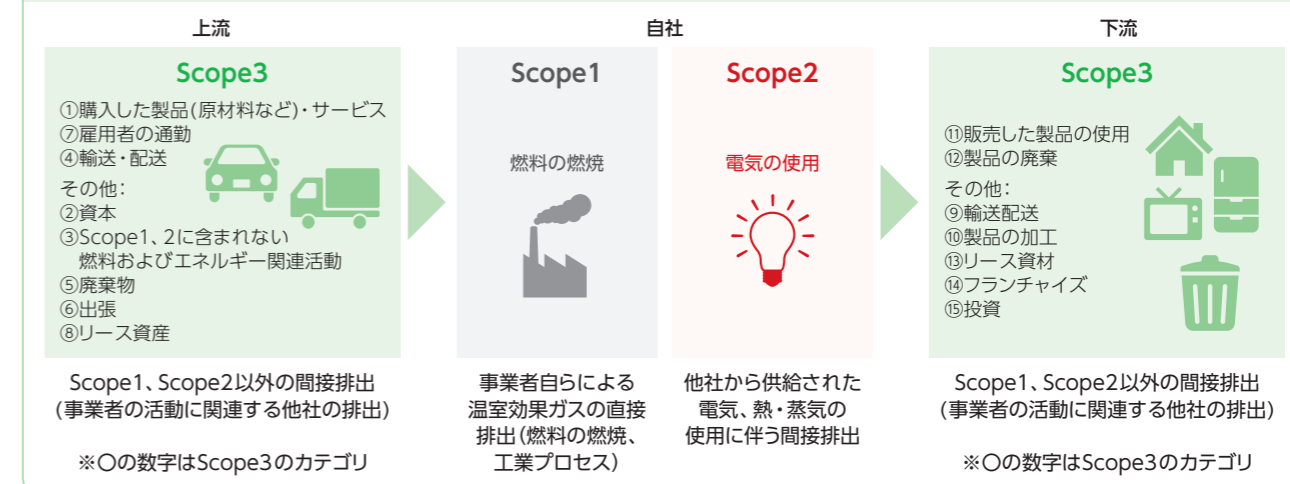 上流
Scope3
①購入した製品(原材料など)・サービス
⑦雇用者の通勤
④輸送・配送
その他：
②資本
③Scope1、2に含まれない
燃料およびエネルギー関連活動
⑤廃棄物
⑥出張
⑧リース資産
Scope1、Scope2以外の間接排出
(事業者の活動に関連する他社の排出)
※〇の数字はScope3のカテゴリ
自社
Scope1
燃料の燃焼
事業者自らによる
温室効果ガスの直接
排出(燃料の燃焼、
工業プロセス)
Scope2
電気の使用
他社から供給された
電気、熱・蒸気の
使用に伴う間接排出
下流
Scope3
⑪販売した製品の使用
⑫製品の廃棄
その他：
⑨輸送配送
⑩製品の加工
⑬リース資材
⑭フランチャイズ
⑮投資
Scope1、Scope2以外の間接排出
(事業者の活動に関連する他社の排出)
※〇の数字はScope3のカテゴリ